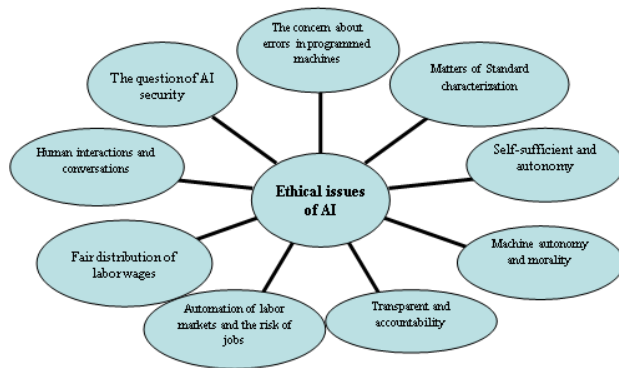 The concern about
errors in programmed
machines
Matters of Standard
characterization
Self-sufficient and
autonomy
Machine autonomy
and morality
Transparent and
accountability
Automation of labor
markets and the risk of
jobs
Fair distribution of
labor wages
Human interactions and
conversations
The question of AI
security
Ethical issues
of AI